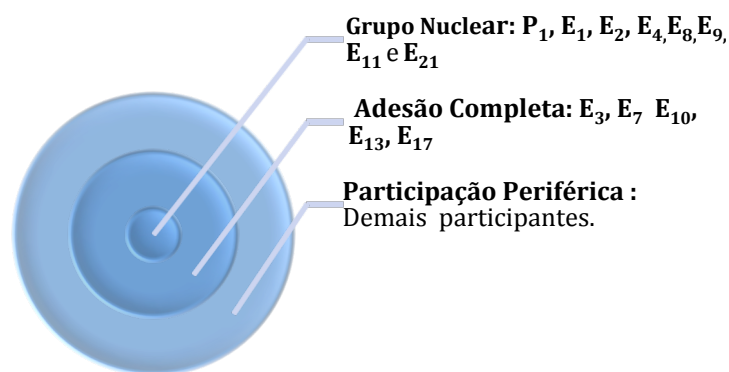 Grupo Nuclear: P₁, E₁, E₂, E₄,E₈,E₉,
E₁₁ e E₂₁
Adesão Completa: E₃, E₇ E₁₀,
E₁₃, E₁₇
Participação Periférica :
Demais participantes.